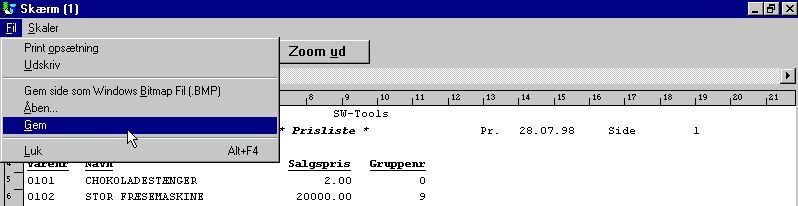 Skærm (1)
Fil Skaler
Print opsætning
Udskriv
Gem side som Windows Bitmap Fil (.BMP)
Åben...
Gem
Luk Alt+F4
Zoom ud
8 9 10 11 12 13 14 15 16 17 18 19 20 21
SW-Tools
* Prisliste * Pr. 28.07.98 Side 1
4 Varenr Navn Salgspris Gruppenr
5 0101 CHOKOLADESTÆNGER 2.00 0
6 0102 STOR FRÆSEMASKINE 20000.00 9